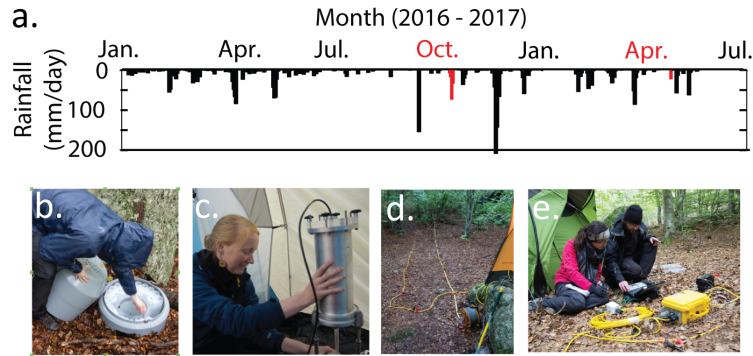 a. Month (2016 - 2017)
Jan. Apr. Jul. Oct. Jan. Apr. Jul.
Rainfall
(mm/day)
0
100
200
b. c. d. e.